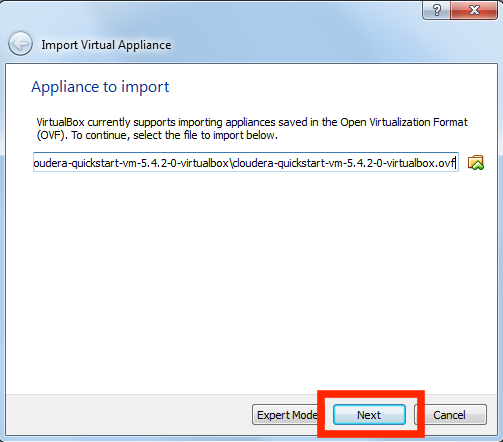 ?
Import Virtual Appliance
Appliance to import
VirtualBox currently supports importing appliances saved in the Open Virtualization Format
(OVF). To continue, select the file to import below.
oudera-quickstart-vm-5.4.2-0-virtualbox\cloudera-quickstart-vm-5.4.2-0-virtualbox.ovf
Expert Mode Next Cancel